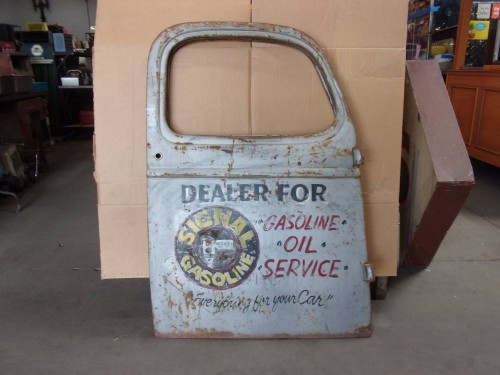 DEALER FOR
SIGNAL
GASOLINE
"GASOLINE·
·OIL·
·SERVICE·
"Everything for your Car"